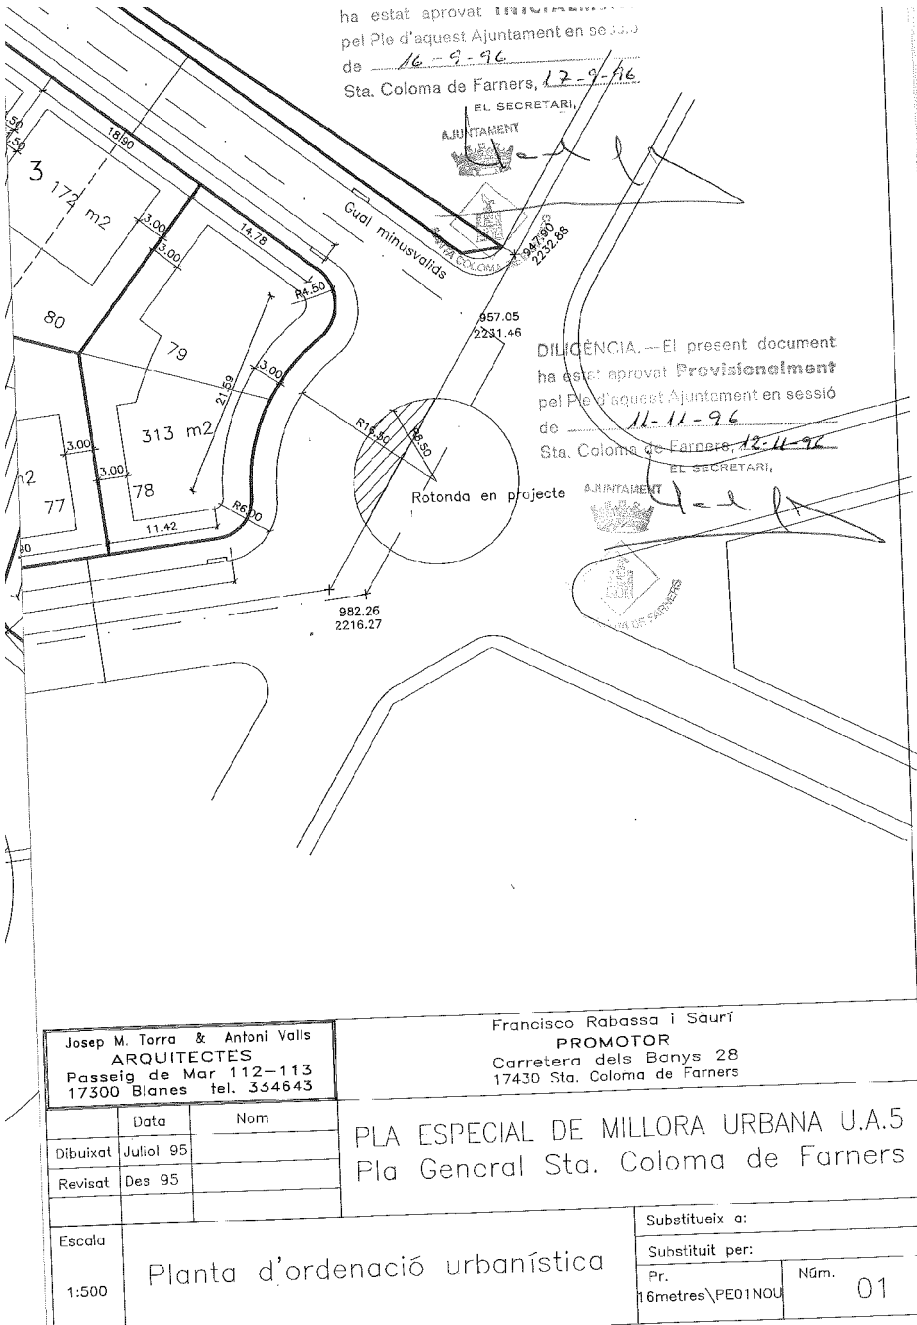 ha estat aprovat
pel Ple d'aquest Ajuntament en
de 16-9-96
Sta. Coloma de Farners, 17-9-96
EL SECRETARI,
AJUNTAMENT
18.90
3
172 m2
3.00
3.00
14.78
Gual minusvalids
947.90
2232.88
R4.50
957.05
2231.46
80
79
3.00
21.59
313 m2
R16.50
R8.50
Rotonda en projecte
3.00
3.00
77
78
11.42
R6.00
982.26
2216.27
DILIGÈNCIA.—El present document
ha estat aprovat Provisionalment
pel Ple d'aquest Ajuntament en sessió
de 11-11-96
Sta. Coloma de Farners, 12-11-96
EL SECRETARI,
AJUNTAMENT
DE FARNERS
Josep M. Torra & Antoni Valls
ARQUITECTES
Passeig de Mar 112-113
17300 Blanes tel. 334643
Francisco Rabassa i Saurí
PROMOTOR
Carretera dels Banys 28
17430 Sta. Coloma de Farners
Data Nom
Dibuixat Juliol 95
Revisat Des 95
PLA ESPECIAL DE MILLORA URBANA U.A.5
Pla General Sta. Coloma de Farners
Escala
1:500
Planta d'ordenació urbanística
Substitueix a:
Substituit per:
Pr.
16metres\PE01NOU
Núm.
01